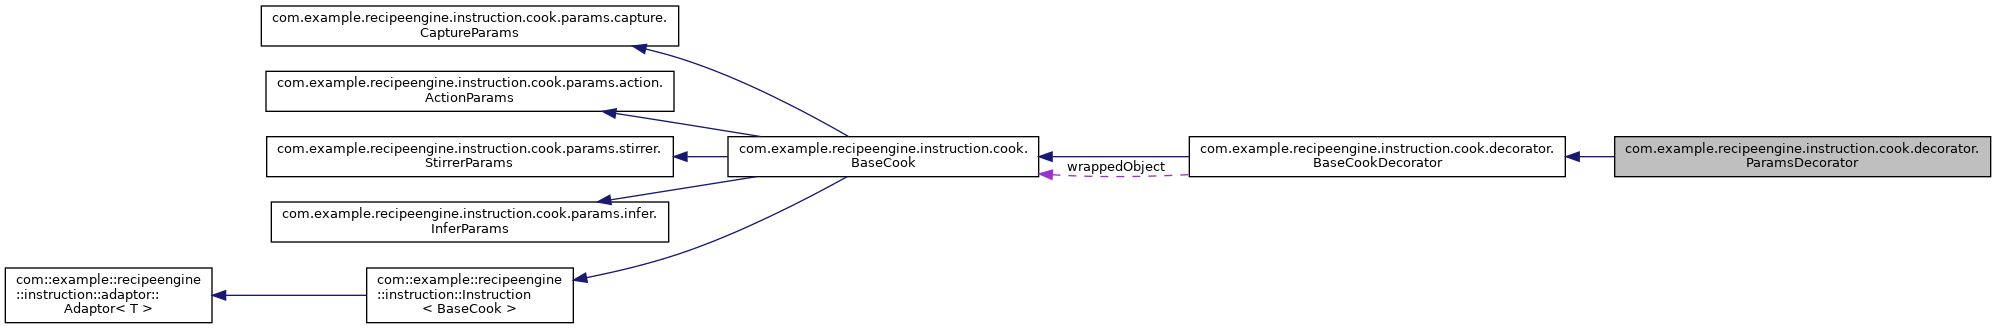 com.example.recipeengine.instruction.cook.params.capture.
CaptureParams
com.example.recipeengine.instruction.cook.params.action.
ActionParams
com.example.recipeengine.instruction.cook.params.stirrer.
StirrerParams
com.example.recipeengine.instruction.cook.params.infer.
InferParams
com::example::recipeengine
::instruction::adaptor::
Adaptor< T >
com::example::recipeengine
::instruction::Instruction
< BaseCook >
com.example.recipeengine.instruction.cook.
BaseCook
wrappedObject
com.example.recipeengine.instruction.cook.decorator.
BaseCookDecorator
com.example.recipeengine.instruction.cook.decorator.
ParamsDecorator